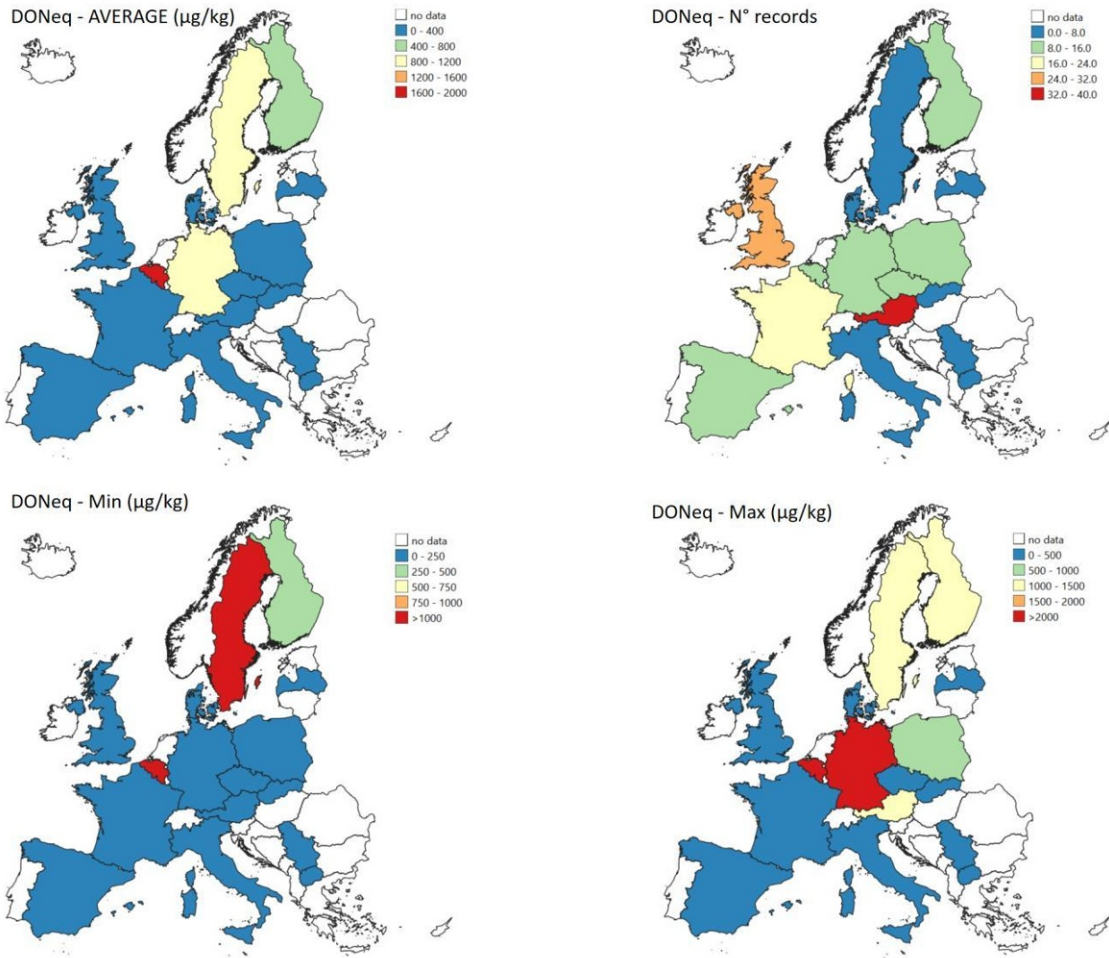 DONeq - AVERAGE (µg/kg)
no data
0 - 400
400 - 800
800 - 1200
1200 - 1600
1600 - 2000
DONeq - N° records
no data
0.0 - 8.0
8.0 - 16.0
16.0 - 24.0
24.0 - 32.0
32.0 - 40.0
DONeq - Min (µg/kg)
no data
0 - 250
250 - 500
500 - 750
750 - 1000
>1000
DONeq - Max (µg/kg)
no data
0 - 500
500 - 1000
1000 - 1500
1500 - 2000
>2000